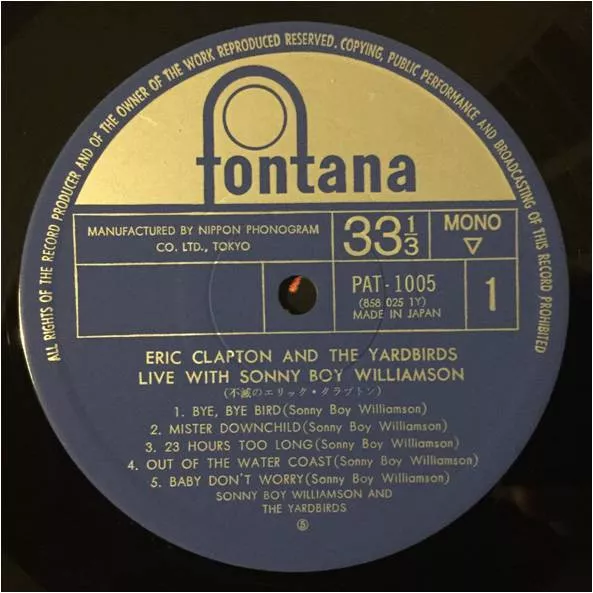 ALL RIGHTS OF THE RECORD PRODUCER AND OF THE OWNER OF THE WORK REPRODUCED RESERVED. COPYING, PUBLIC PERFORMANCE AND BROADCASTING OF THIS RECORD PROHIBITED
fontana
MANUFACTURED BY NIPPON PHONOGRAM
CO. LTD., TOKYO
33 1/3
MONO
▽
PAT-1005
(858 025 1Y)
MADE IN JAPAN
1
ERIC CLAPTON AND THE YARDBIRDS
LIVE WITH SONNY BOY WILLIAMSON
(不滅のエリック・クラプトン)
1. BYE, BYE BIRD(Sonny Boy Williamson)
2. MISTER DOWNCHILD(Sonny Boy Williamson)
3. 23 HOURS TOO LONG(Sonny Boy Williamson)
4. OUT OF THE WATER COAST(Sonny Boy Williamson)
5. BABY DON'T WORRY(Sonny Boy Williamson)
SONNY BOY WILLIAMSON AND
THE YARDBIRDS
Ⓢ